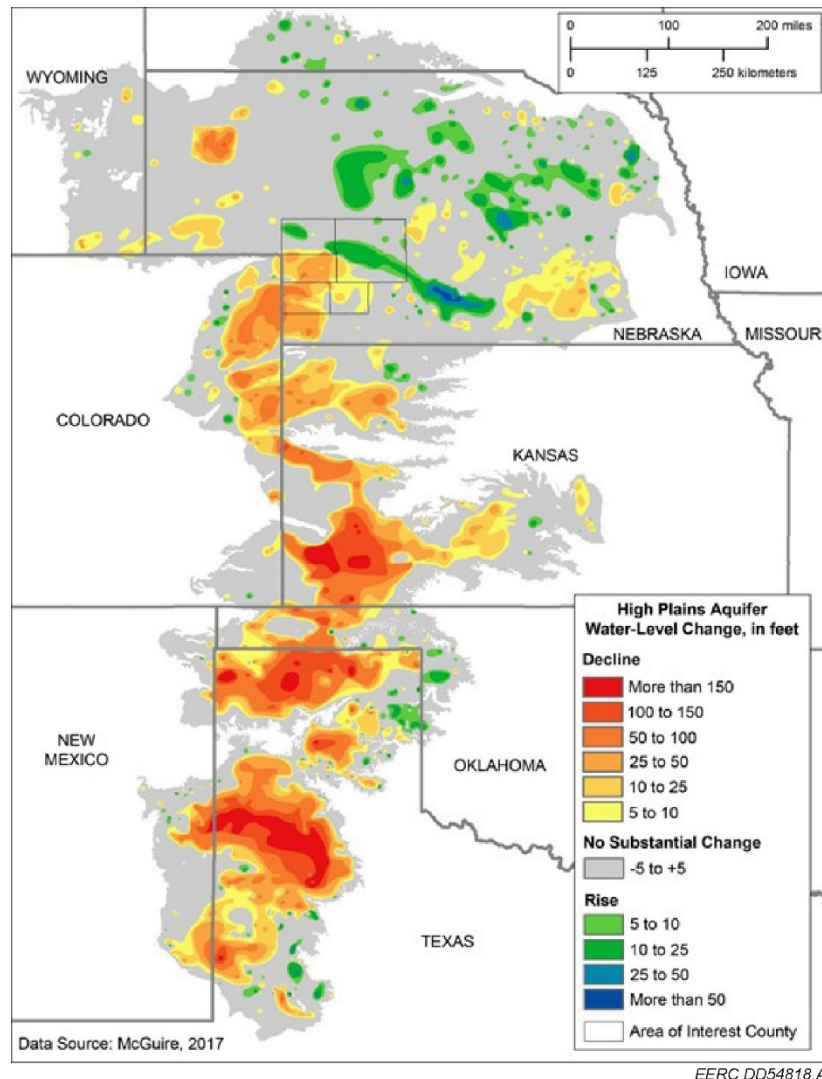 0 100 200 miles
0 125 250 kilometers
WYOMING
IOWA
NEBRASKA
MISSOUR
COLORADO
KANSAS
NEW
MEXICO
OKLAHOMA
TEXAS
High Plains Aquifer
Water-Level Change, in feet
Decline
More than 150
100 to 150
50 to 100
25 to 50
10 to 25
5 to 10
No Substantial Change
-5 to +5
Rise
5 to 10
10 to 25
25 to 50
More than 50
Area of Interest County
Data Source: McGuire, 2017
EERC DD54818.A